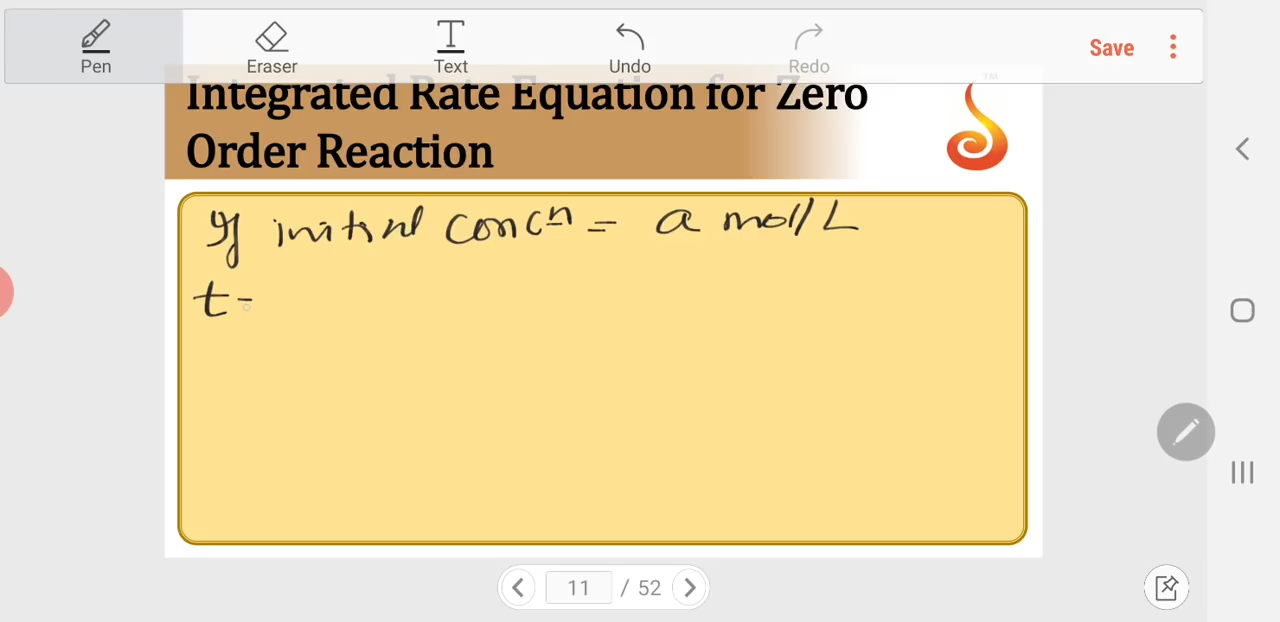 Pen Eraser Text Undo Redo Save
TM
Integrated Rate Equation for Zero
Order Reaction
If initial concn = a mol/L
t =
11 / 52